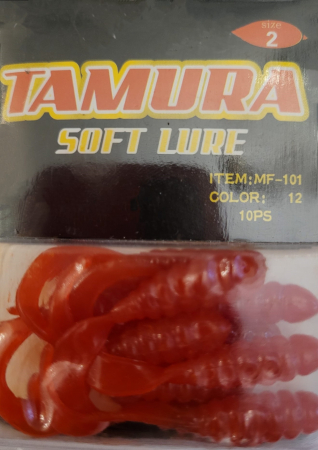 size
2
TAMURA
SOFT LURE
ITEM:MF-101
COLOR: 12
10PS